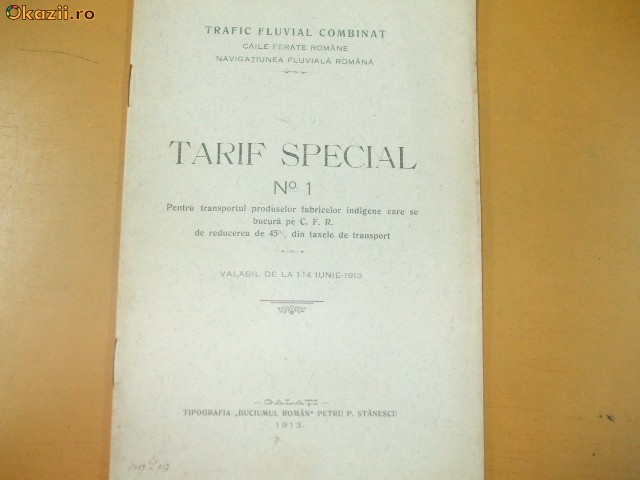 Okazii.ro
TRAFIC FLUVIAL COMBINAT
CĂILE FERATE ROMÂNE
NAVIGAȚIUNEA FLUVIALĂ ROMÂNĂ
TARIF SPECIAL
No. 1
Pentru transportul produselor fabricelor indigene care se
bucură pe C. F. R.
de reducerea de 45% din taxele de transport
VALABIL DE LA 1/14 IUNIE 1913.
GALAȚI
TIPOGRAFIA „BUCIUMUL ROMÂN” PETRU P. STĂNESCU
1913.